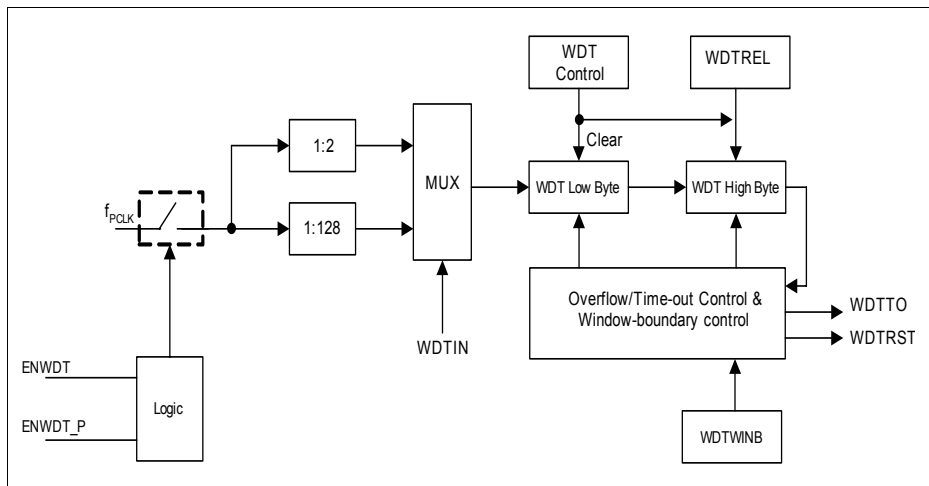 WDT
Control
WDTREL
Clear
1:2
MUX
WDT Low Byte
WDT High Byte
fPCLK
1:128
Overflow/Time-out Control &
Window-boundary control
WDTTO
WDTRST
WDTIN
ENWDT
Logic
ENWDT_P
WDTWINB